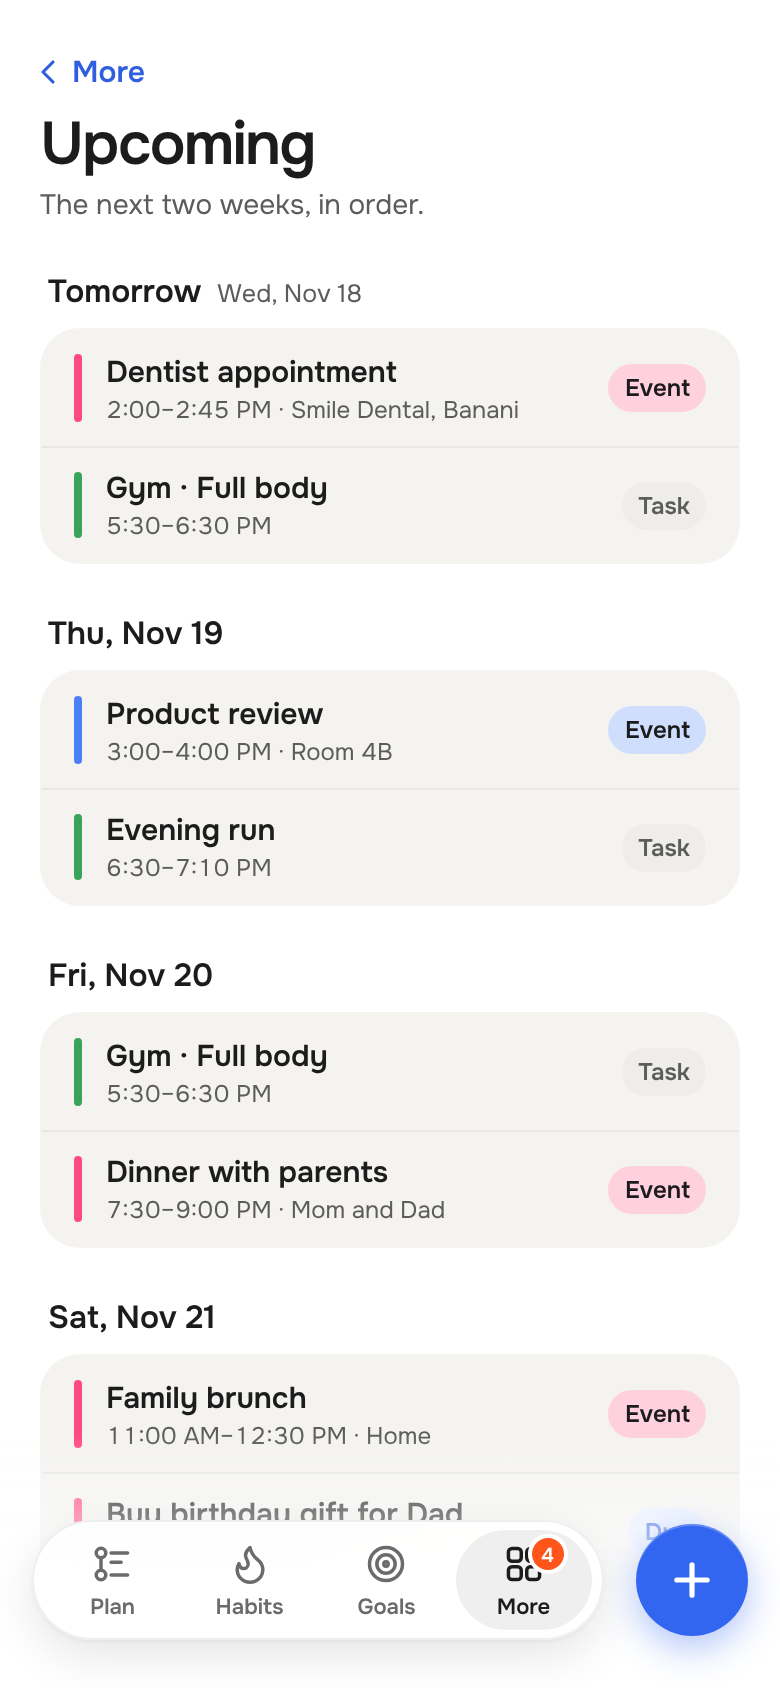 More
Upcoming
The next two weeks, in order.
Tomorrow Wed, Nov 18
Dentist appointment
2:00–2:45 PM · Smile Dental, Banani
Event
Gym · Full body
5:30–6:30 PM
Task
Thu, Nov 19
Product review
3:00–4:00 PM · Room 4B
Event
Evening run
6:30–7:10 PM
Task
Fri, Nov 20
Gym · Full body
5:30–6:30 PM
Task
Dinner with parents
7:30–9:00 PM · Mom and Dad
Event
Sat, Nov 21
Family brunch
11:00 AM–12:30 PM · Home
Event
Buy birthday gift for Dad
Plan
Habits
Goals
More
4